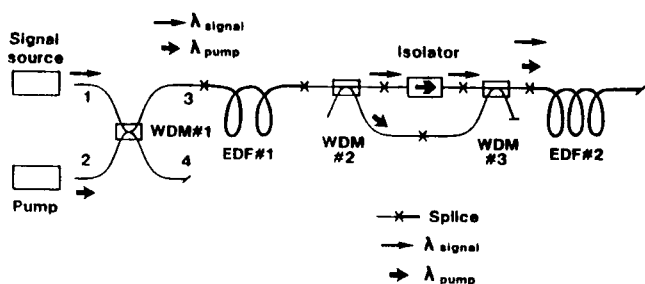 Signal
source
λ signal
λ pump
Isolator
1
3
WDM#1
2
4
Pump
EDF#1
WDM
#2
WDM
#3
EDF#2
Splice
λ signal
λ pump